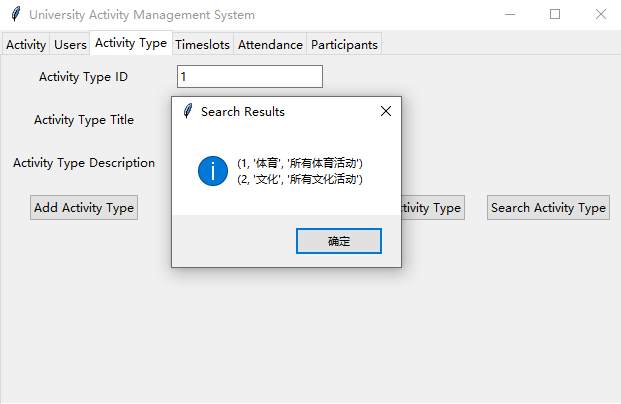 University Activity Management System
Activity Users Activity Type Timeslots Attendance Participants
Activity Type ID 1
Search Results
Activity Type Title
(1, '体育', '所有体育活动')
Activity Type Description
(2, '文化', '所有文化活动')
Add Activity Type
Type
Search Activity Type
确定